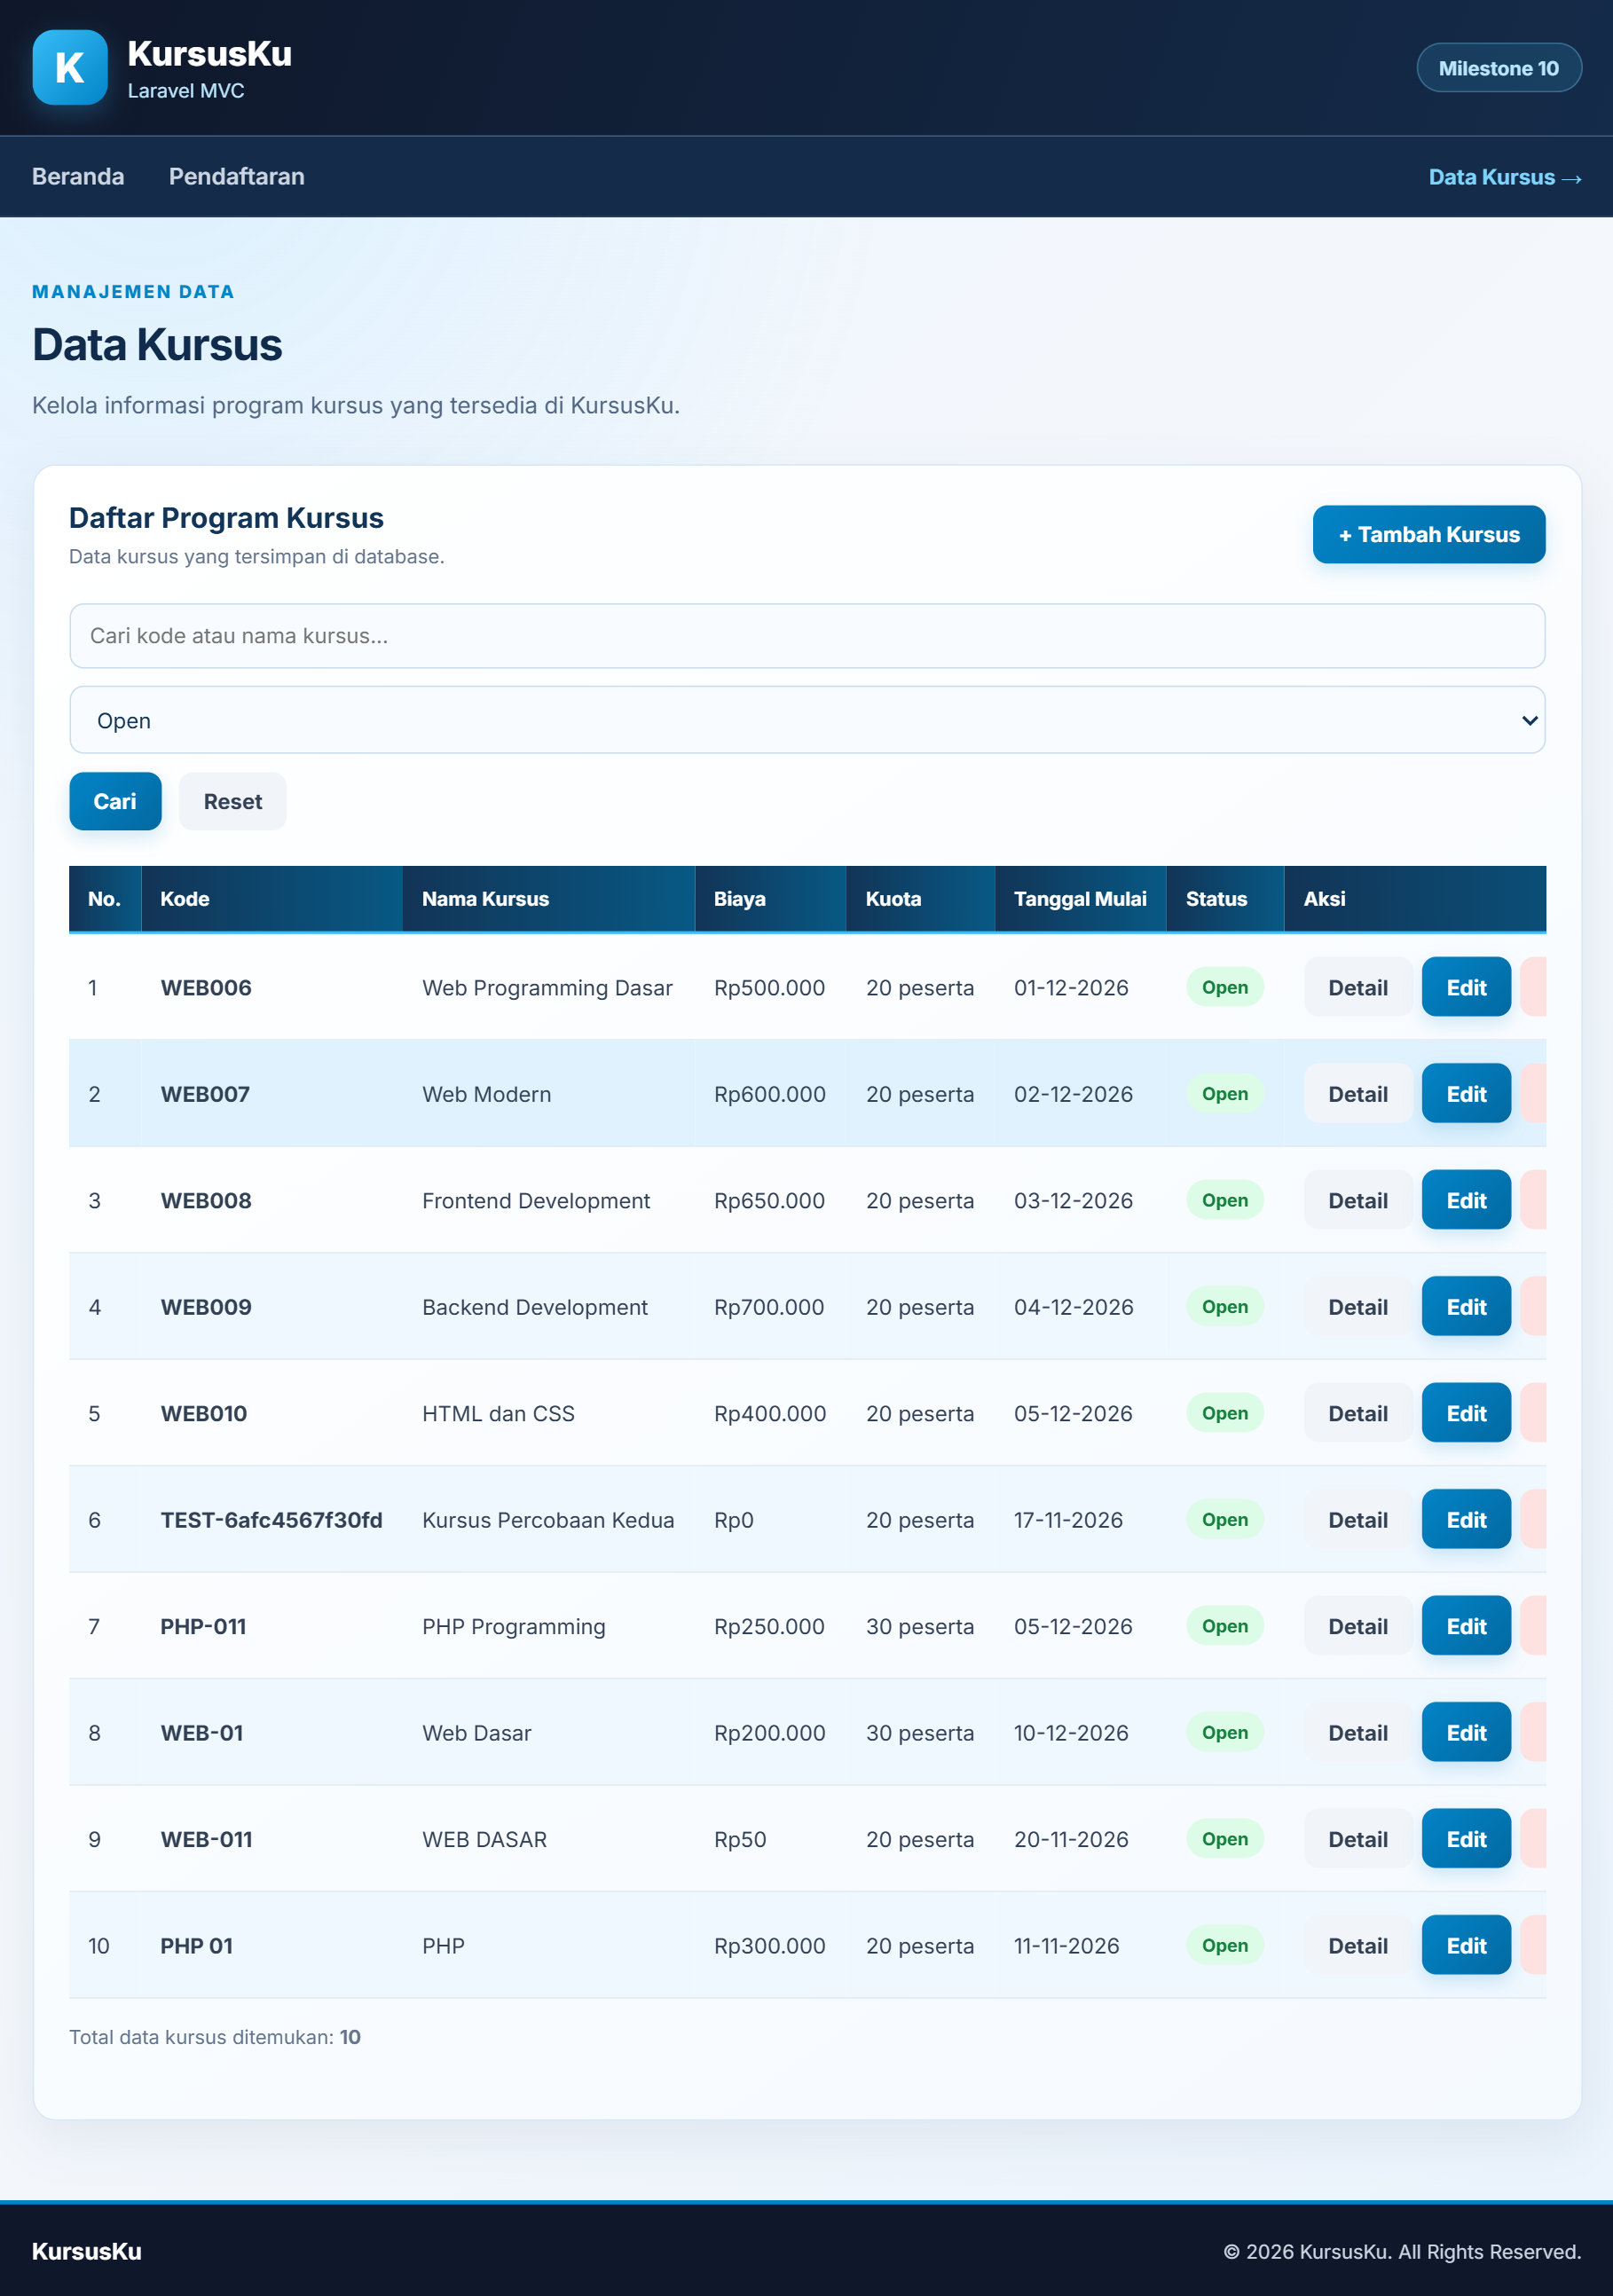 K
KursusKu
Laravel MVC
Milestone 10
Beranda Pendaftaran Data Kursus →
MANAJEMEN DATA
Data Kursus
Kelola informasi program kursus yang tersedia di KursusKu.
Daftar Program Kursus
Data kursus yang tersimpan di database.
+ Tambah Kursus
Cari kode atau nama kursus...
Open
Cari Reset
No. Kode Nama Kursus Biaya Kuota Tanggal Mulai Status Aksi
1 WEB006 Web Programming Dasar Rp500.000 20 peserta 01-12-2026 Open Detail Edit
2 WEB007 Web Modern Rp600.000 20 peserta 02-12-2026 Open Detail Edit
3 WEB008 Frontend Development Rp650.000 20 peserta 03-12-2026 Open Detail Edit
4 WEB009 Backend Development Rp700.000 20 peserta 04-12-2026 Open Detail Edit
5 WEB010 HTML dan CSS Rp400.000 20 peserta 05-12-2026 Open Detail Edit
6 TEST-6afc4567f30fd Kursus Percobaan Kedua Rp0 20 peserta 17-11-2026 Open Detail Edit
7 PHP-011 PHP Programming Rp250.000 30 peserta 05-12-2026 Open Detail Edit
8 WEB-01 Web Dasar Rp200.000 30 peserta 10-12-2026 Open Detail Edit
9 WEB-011 WEB DASAR Rp50 20 peserta 20-11-2026 Open Detail Edit
10 PHP 01 PHP Rp300.000 20 peserta 11-11-2026 Open Detail Edit
Total data kursus ditemukan: 10
KursusKu © 2026 KursusKu. All Rights Reserved.